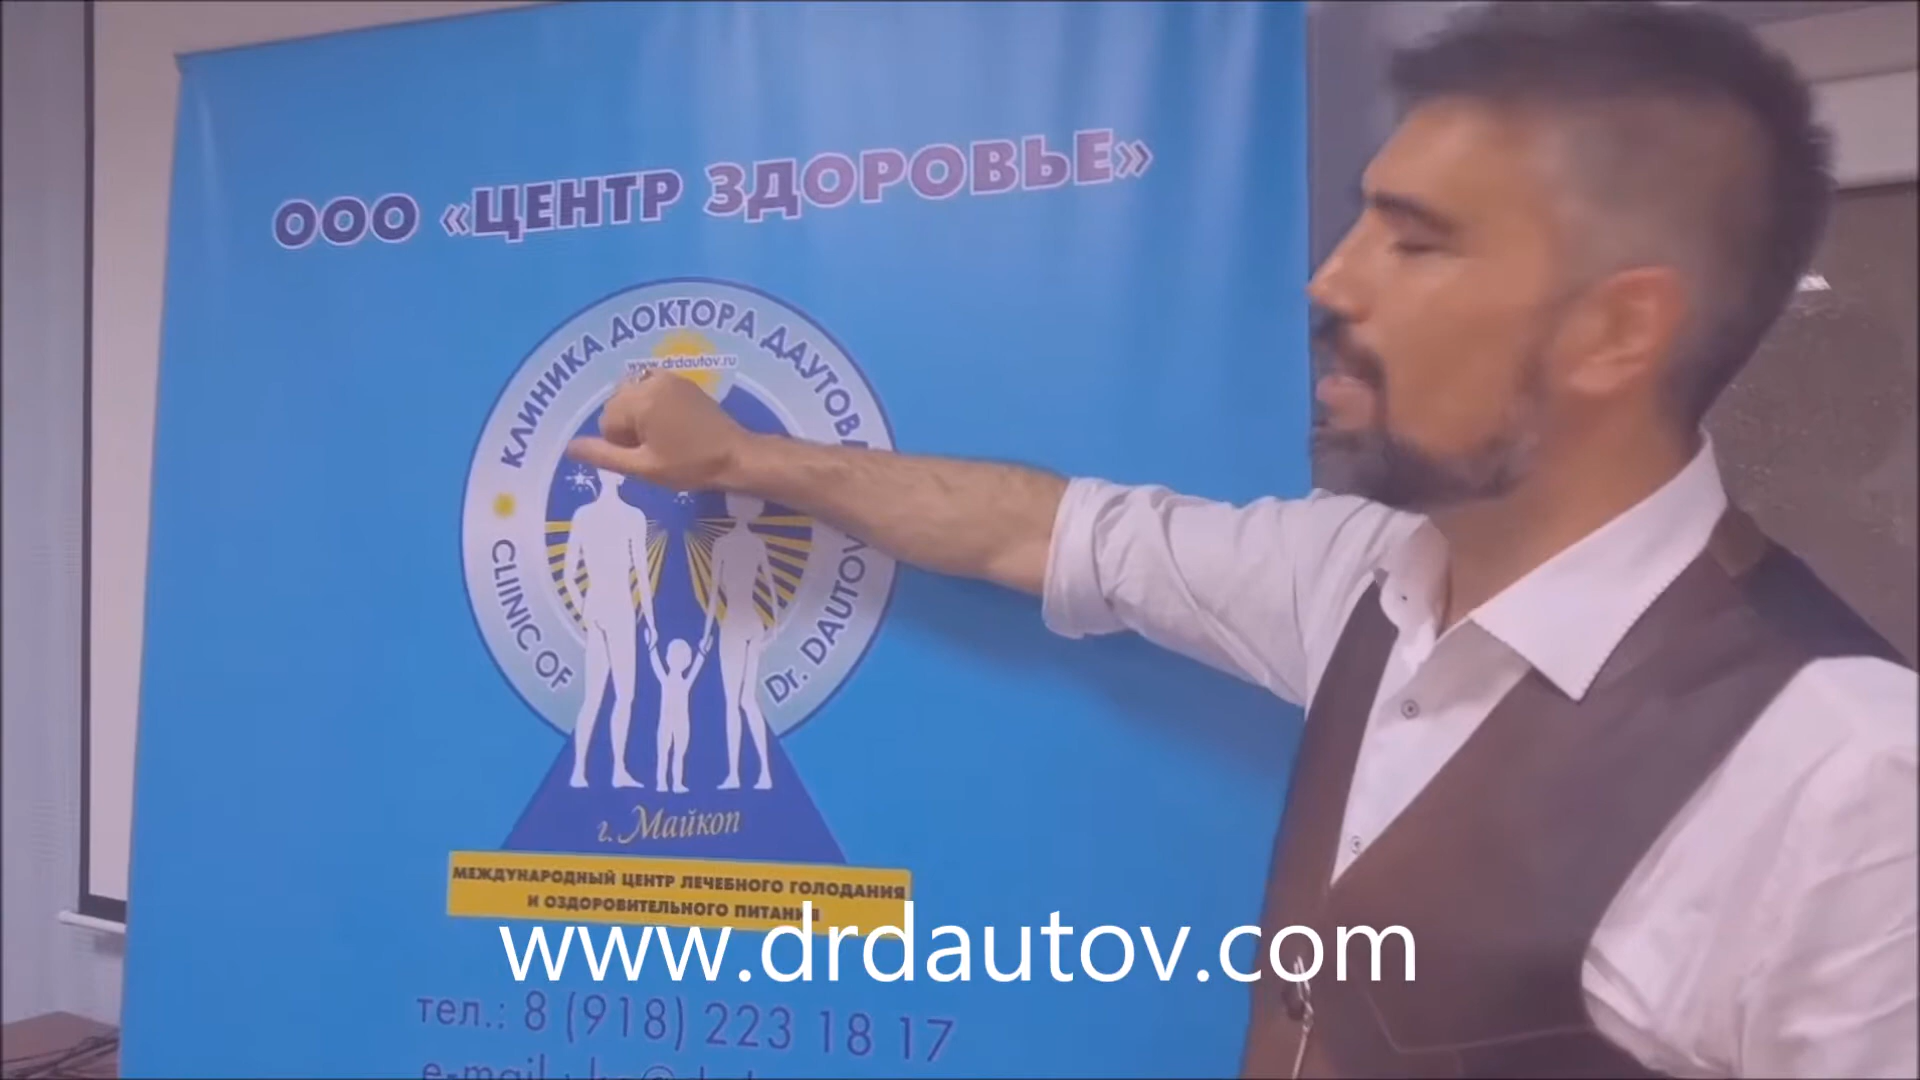 ООО «ЦЕНТР ЗДОРОВЬЕ»
КЛИНИКА ДОКТОРА ДАУТОВА
www.drdautov.ru
CLINIC OF
Dr. DAUTOV
г. Майкоп
МЕЖДУНАРОДНЫЙ ЦЕНТР ЛЕЧЕБНОГО ГОЛОДАНИЯ
И ОЗДОРОВИТЕЛЬНОГО ПИТАНИЯ
www.drdautov.com
тел.: 8 (918) 223 18 17
e-mail.: